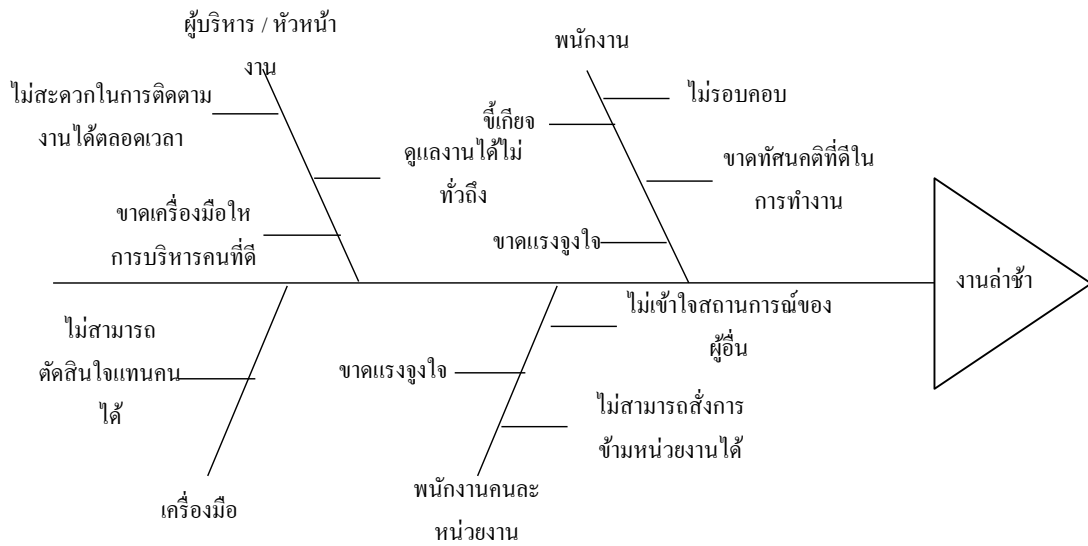 ผู้บริหาร / หัวหน้า
งาน
พนักงาน
ไม่สะดวกในการติดตาม
งานได้ตลอดเวลา
ไม่รอบคอบ
ขี้เกียจ
ดูแลงานได้ไม่
ทั่วถึง
ขาดทัศนคติที่ดีใน
การทำงาน
ขาดเครื่องมือให
การบริหารคนที่ดี
ขาดแรงจูงใจ
งานล่าช้า
ไม่สามารถ
ตัดสินใจแทนคน
ได้
ขาดแรงจูงใจ
ไม่เข้าใจสถานการณ์ของ
ผู้อื่น
ไม่สามารถสั่งการ
ข้ามหน่วยงานได้
เครื่องมือ
พนักงานคนละ
หน่วยงาน